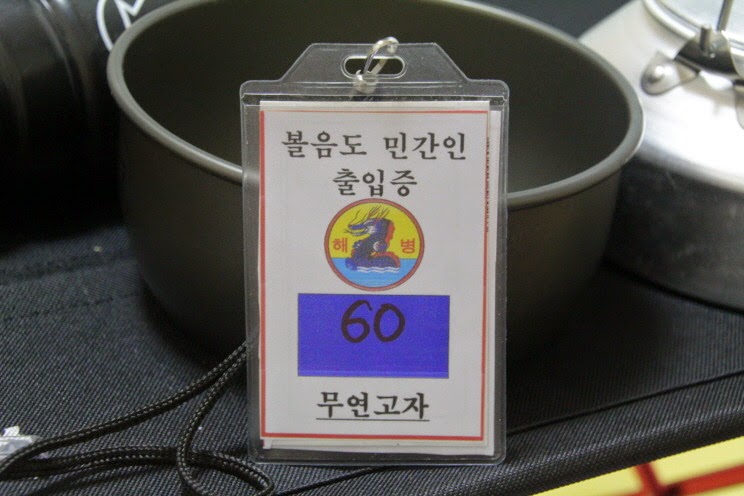 볼음도 민간인
출입증
해 병
60
무연고자